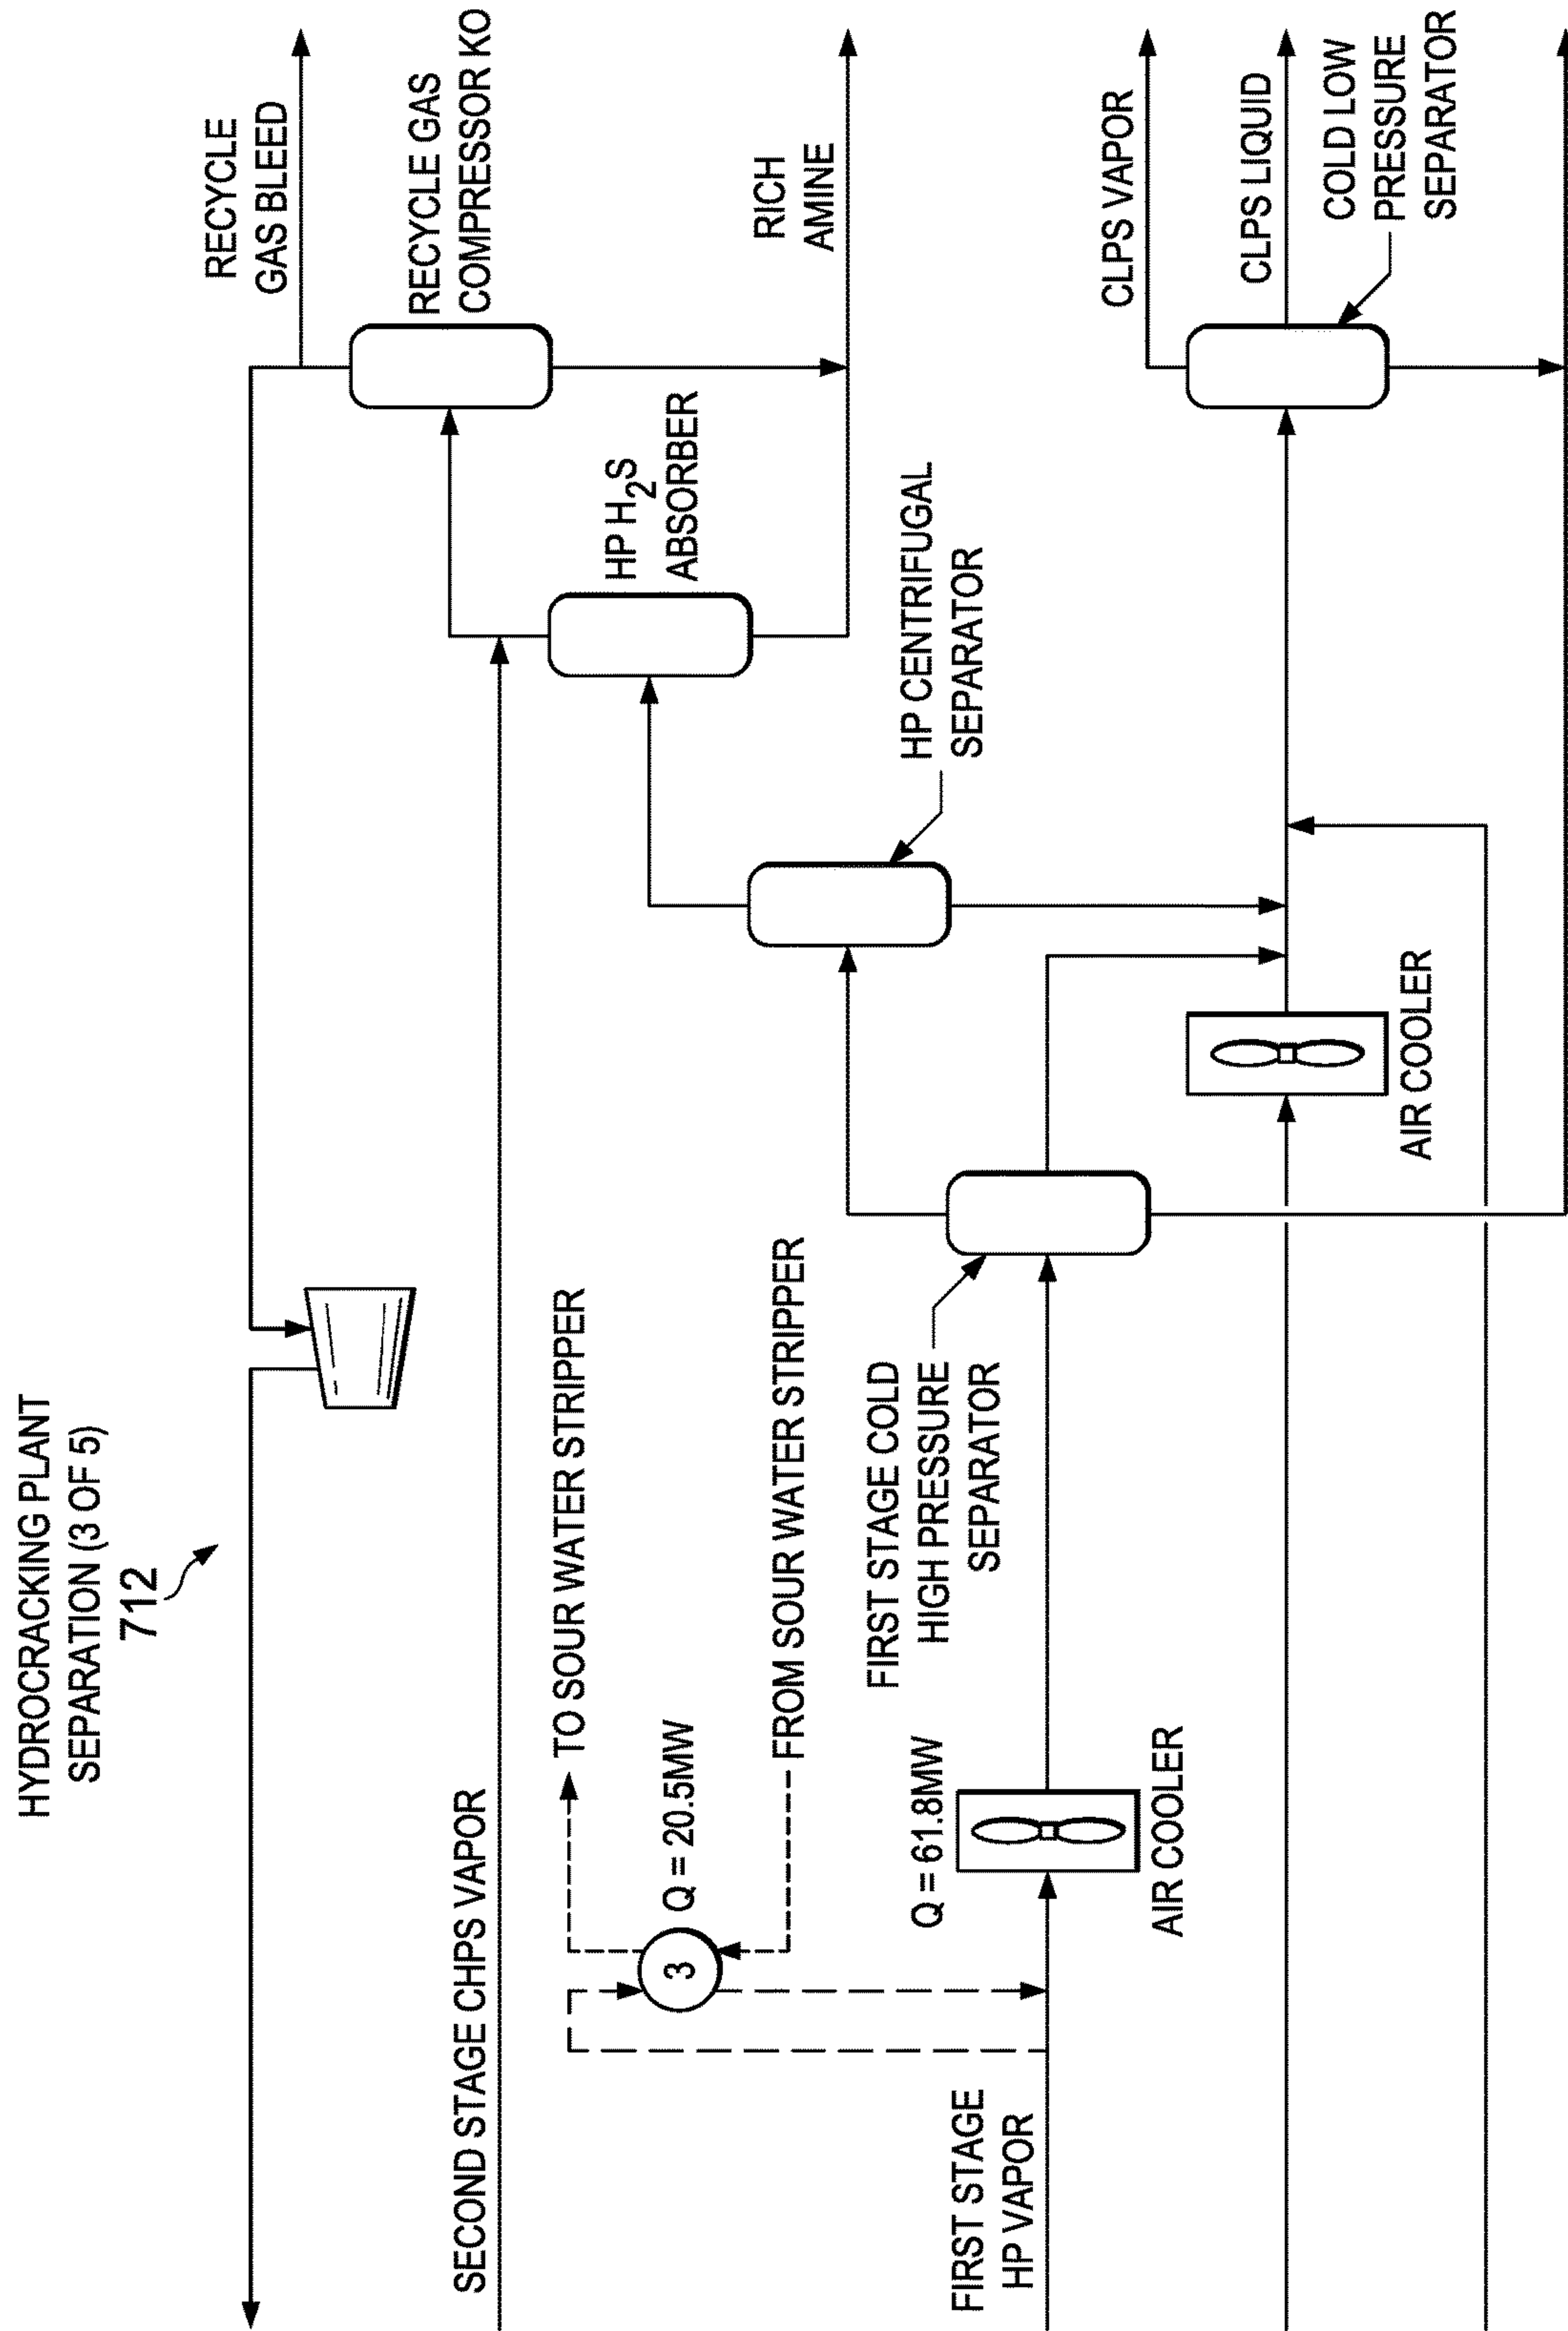 HYDROCRACKING PLANT
SEPARATION (3 OF 5)
712
RECYCLE
GAS BLEED
RECYCLE GAS
COMPRESSOR KO
SECOND STAGE CHPS VAPOR
HP H2S
ABSORBER
TO SOUR WATER STRIPPER
3
Q = 20.5MW
FROM SOUR WATER STRIPPER
RICH
AMINE
HP CENTRIFUGAL
SEPARATOR
FIRST STAGE COLD
HIGH PRESSURE
SEPARATOR
FIRST STAGE
HP VAPOR
Q = 61.8MW
AIR COOLER
CLPS VAPOR
CLPS LIQUID
COLD LOW
PRESSURE
SEPARATOR
AIR COOLER